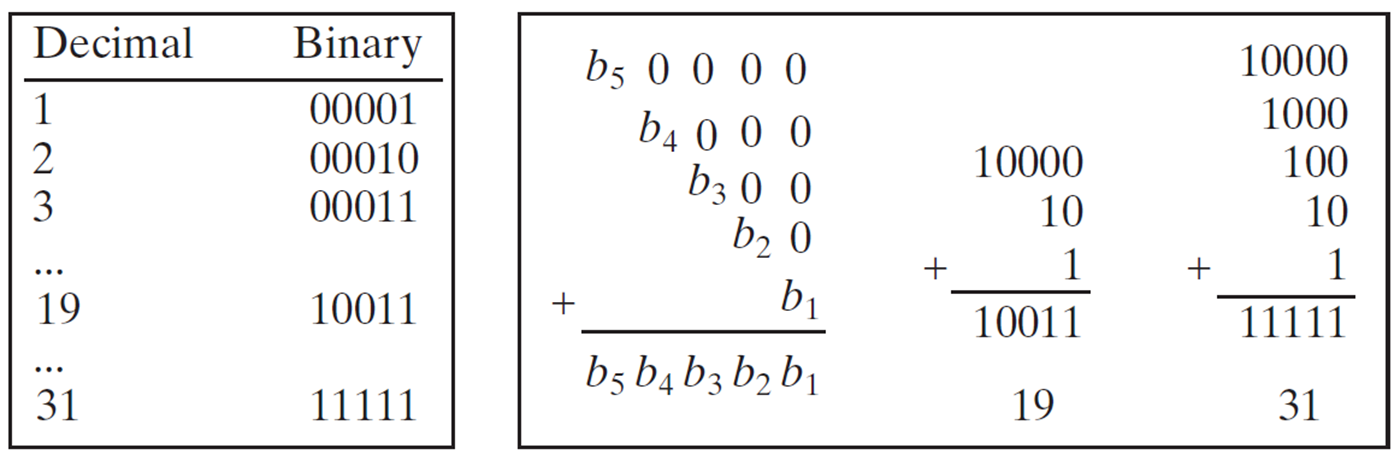 Decimal Binary
1 00001
2 00010
3 00011
...
19 10011
...
31 11111
b5 0 0 0 0
b4 0 0 0
b3 0 0
b2 0
+ b1
b5 b4 b3 b2 b1
10000
10
+ 1
10011
19
10000
1000
100
10
+ 1
11111
31